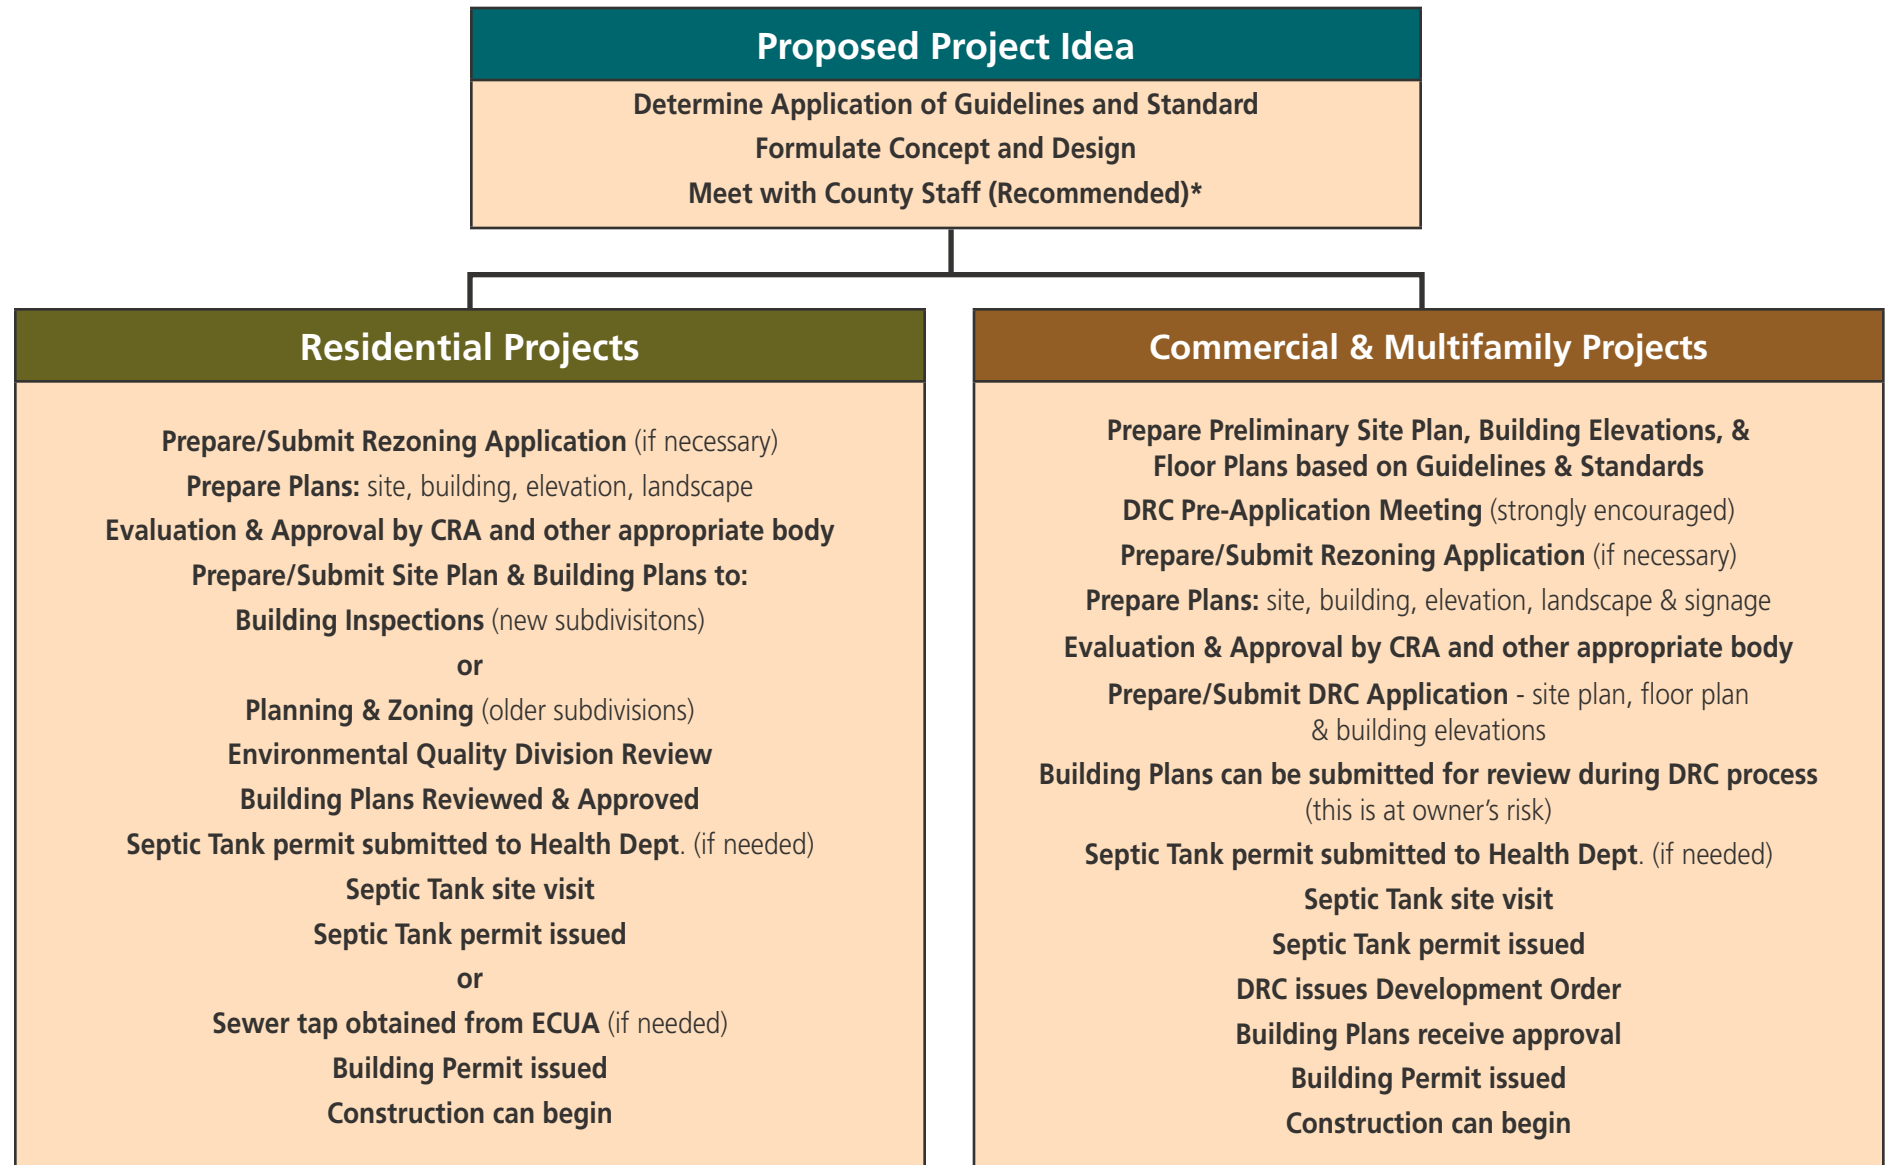 Proposed Project Idea
Determine Application of Guidelines and Standard
Formulate Concept and Design
Meet with County Staff (Recommended)*
Residential Projects
Prepare/Submit Rezoning Application (if necessary)
Prepare Plans: site, building, elevation, landscape
Evaluation & Approval by CRA and other appropriate body
Prepare/Submit Site Plan & Building Plans to:
Building Inspections (new subdivisitons)
or
Planning & Zoning (older subdivisions)
Environmental Quality Division Review
Building Plans Reviewed & Approved
Septic Tank permit submitted to Health Dept. (if needed)
Septic Tank site visit
Septic Tank permit issued
or
Sewer tap obtained from ECUA (if needed)
Building Permit issued
Construction can begin
Commercial & Multifamily Projects
Prepare Preliminary Site Plan, Building Elevations, &
Floor Plans based on Guidelines & Standards
DRC Pre-Application Meeting (strongly encouraged)
Prepare/Submit Rezoning Application (if necessary)
Prepare Plans: site, building, elevation, landscape & signage
Evaluation & Approval by CRA and other appropriate body
Prepare/Submit DRC Application - site plan, floor plan
& building elevations
Building Plans can be submitted for review during DRC process
(this is at owner’s risk)
Septic Tank permit submitted to Health Dept. (if needed)
Septic Tank site visit
Septic Tank permit issued
DRC issues Development Order
Building Plans receive approval
Building Permit issued
Construction can begin